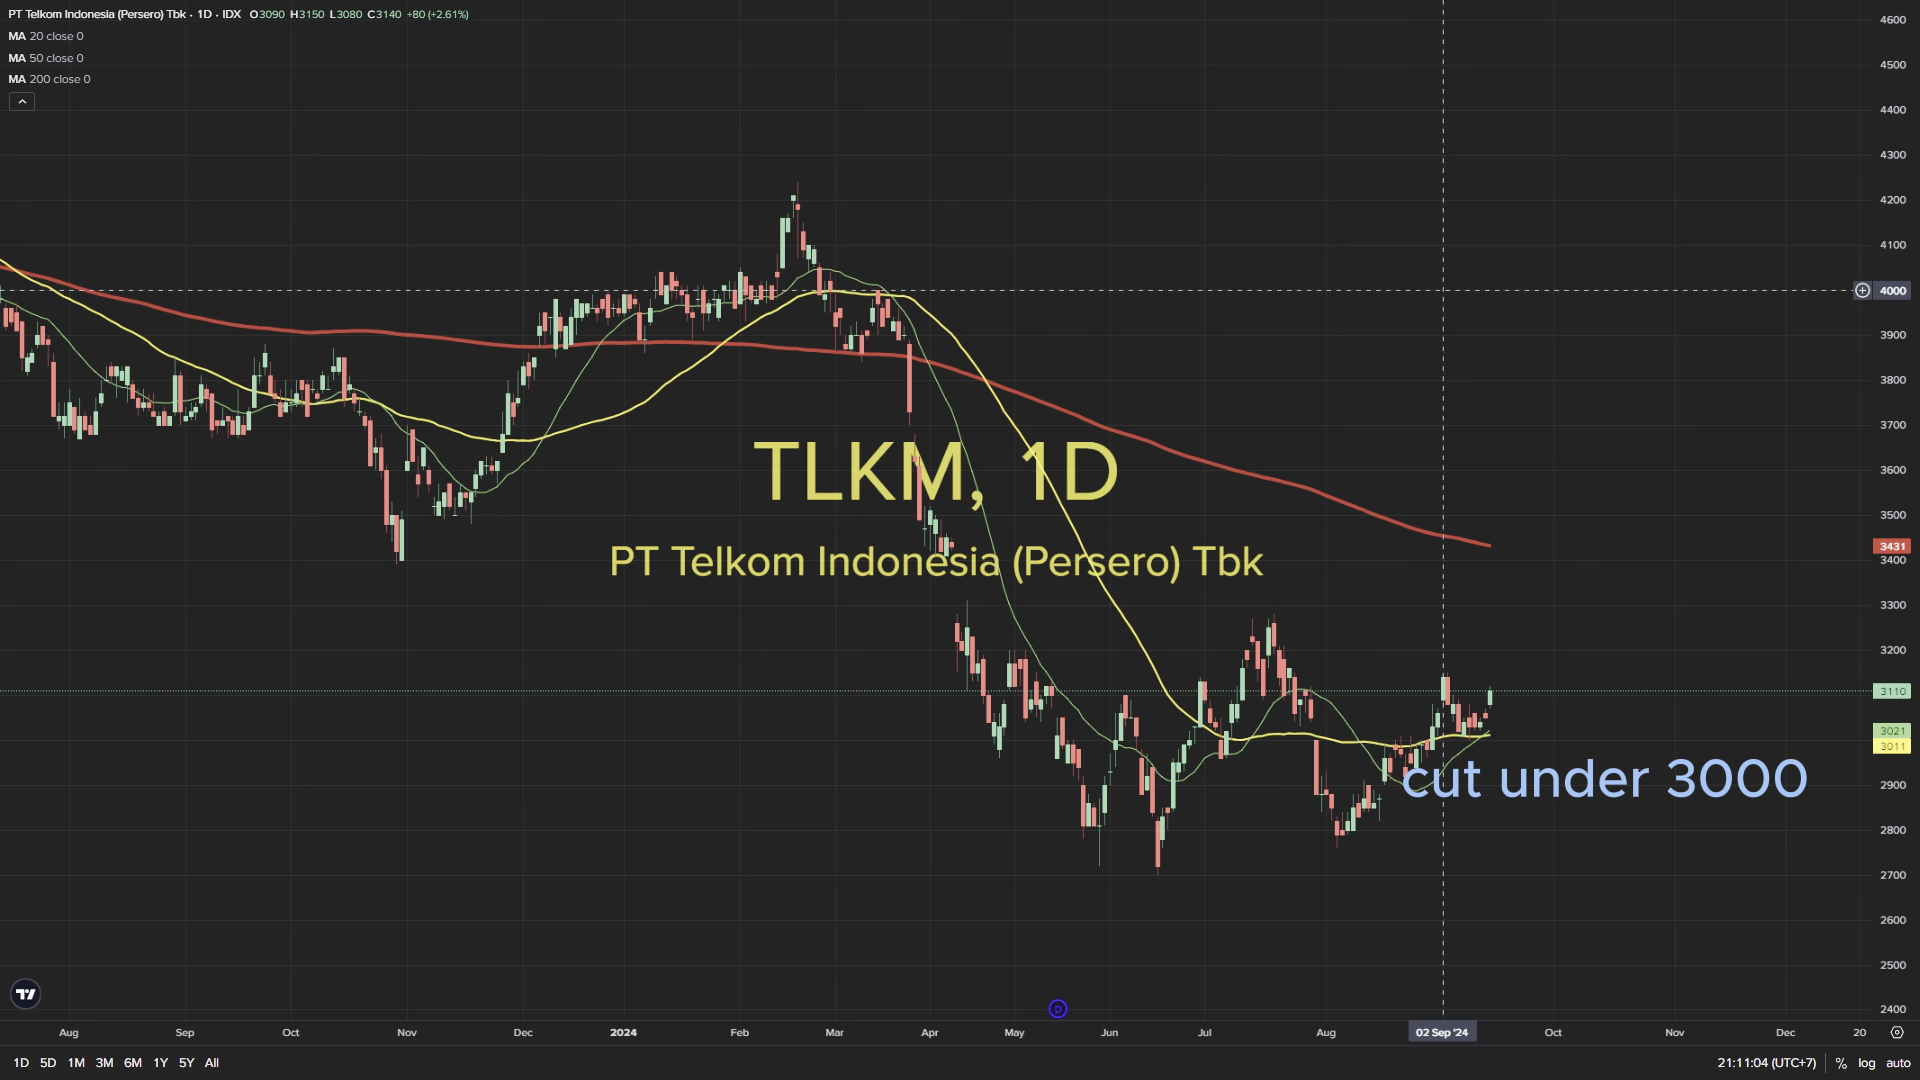 PT Telkom Indonesia (Persero) Tbk · 1D · IDX O3090 H3150 L3080 C3140 +80 (+2.61%)
MA 20 close 0
MA 50 close 0
MA 200 close 0
4600
4500
4400
4300
4200
4100
4000
3900
3800
3700
3600
3500
3431
3400
3300
3200
3110
3021
3011
2900
2800
2700
2600
2500
2400
TLKM, 1D
PT Telkom Indonesia (Persero) Tbk
cut under 3000
D
Aug Sep Oct Nov Dec 2024 Feb Mar Apr May Jun Jul Aug 02 Sep '24 Oct Nov Dec 20
1D 5D 1M 3M 6M 1Y 5Y All 21:11:04 (UTC+7) % log auto